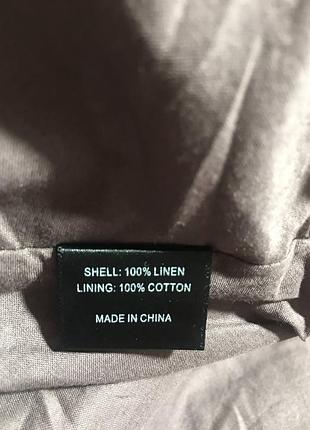 SHELL: 100% LINEN
LINING: 100% COTTON
MADE IN CHINA